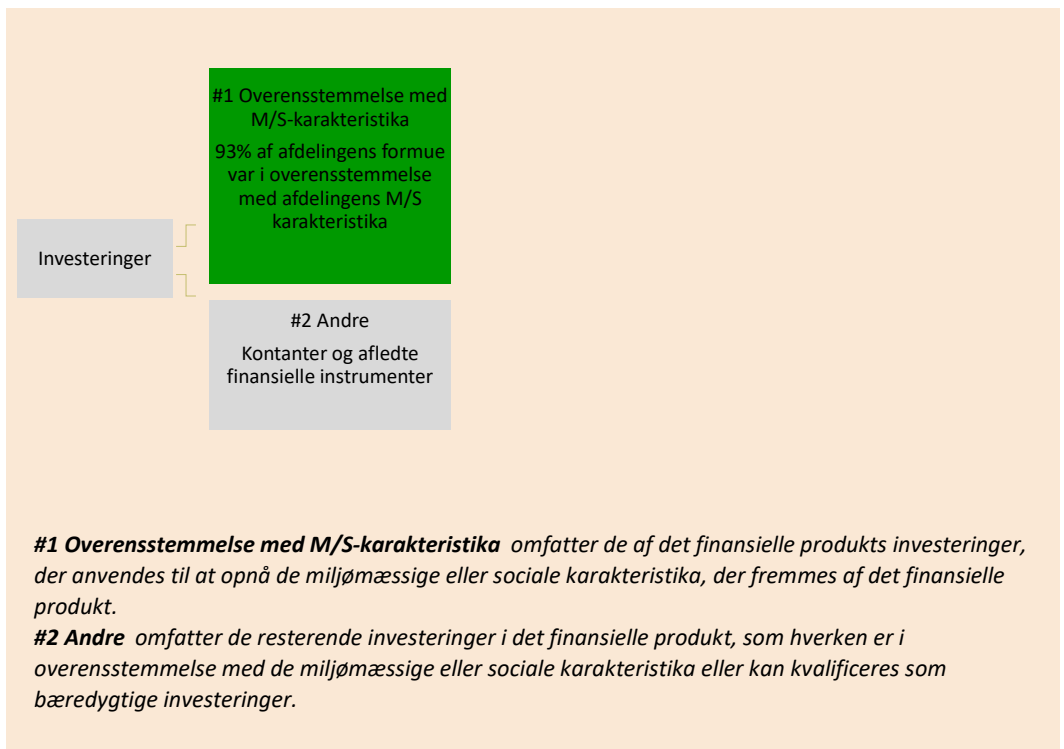 #1 Overensstemmelse med
M/S-karakteristika
93% af afdelingens formue
var i overensstemmelse
med afdelingens M/S
karakteristika
Investeringer
#2 Andre
Kontanter og afledte
finansielle instrumenter
#1 Overensstemmelse med M/S-karakteristika omfatter de af det finansielle produkts investeringer,
der anvendes til at opnå de miljømæssige eller sociale karakteristika, der fremmes af det finansielle
produkt.
#2 Andre omfatter de resterende investeringer i det finansielle produkt, som hverken er i
overensstemmelse med de miljømæssige eller sociale karakteristika eller kan kvalificeres som
bæredygtige investeringer.